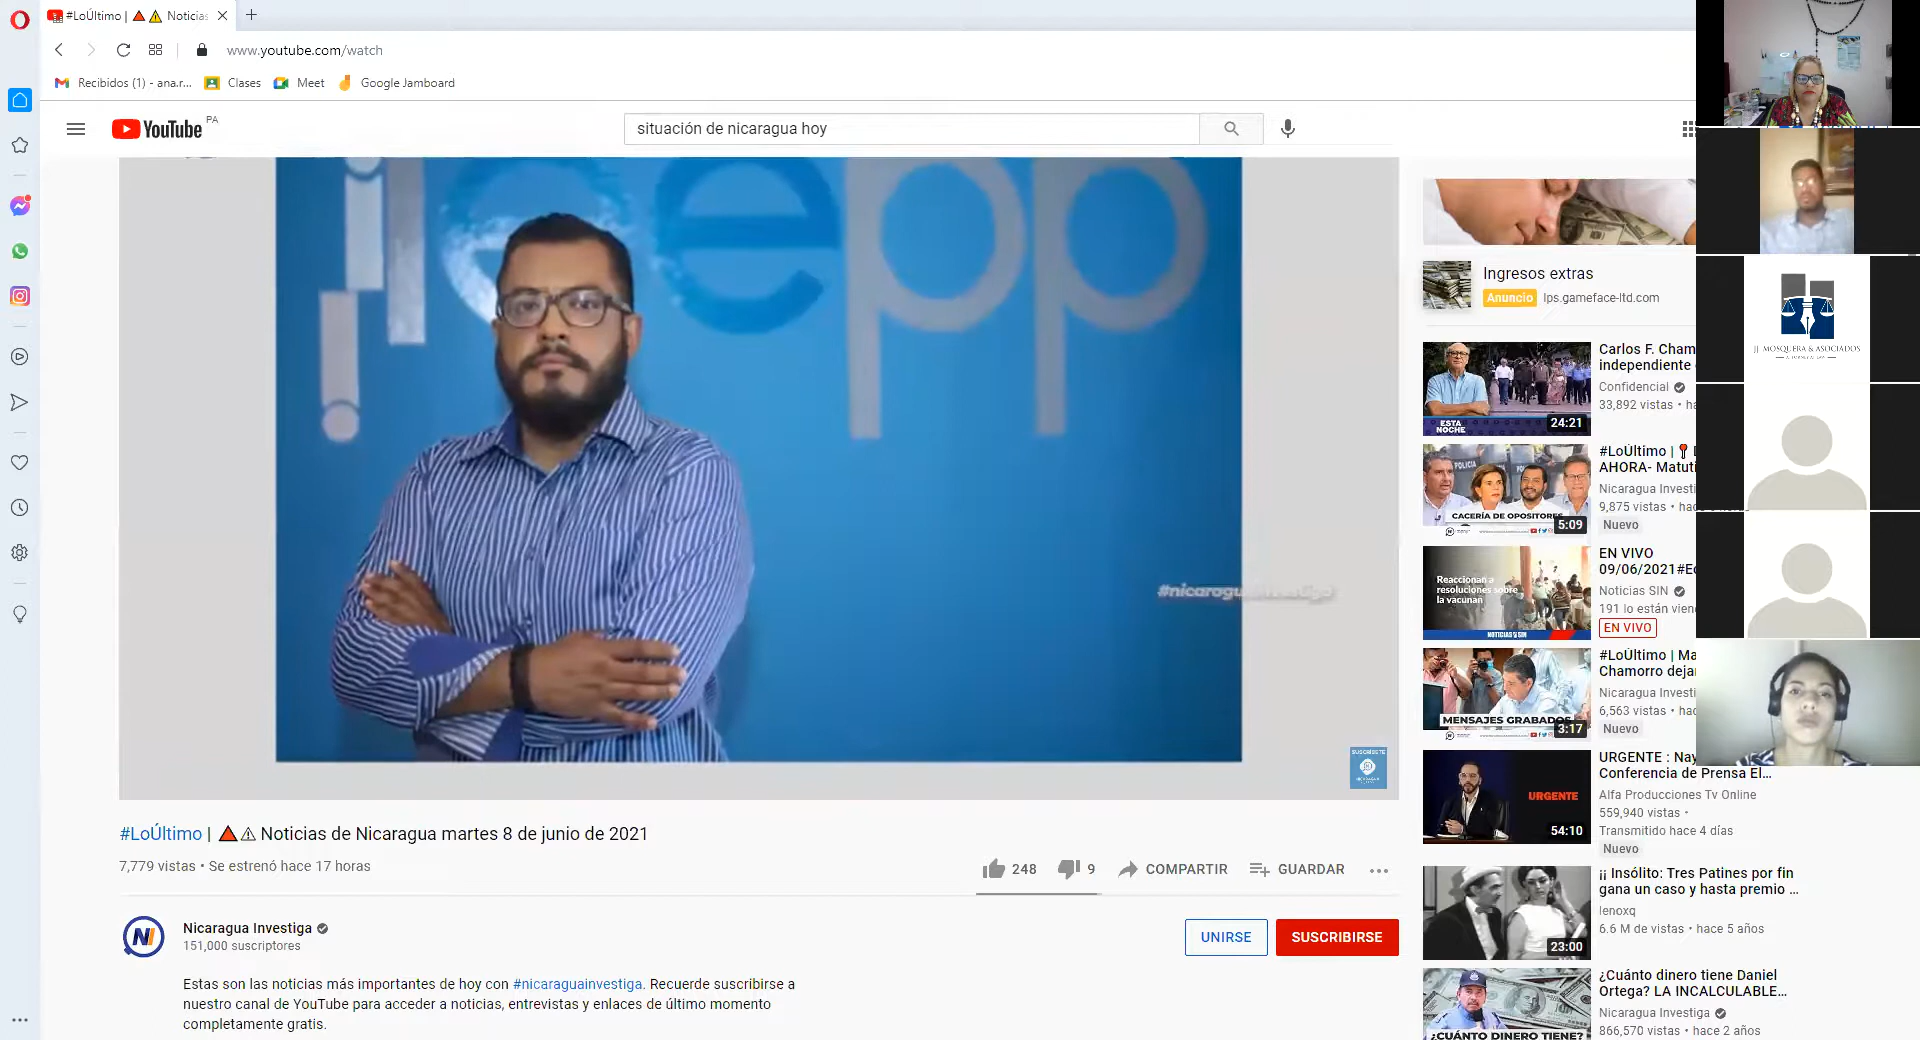 #LoÚltimo | 🔺⚠ Noticias
www.youtube.com/watch
Recibidos (1) - ana.r... Clases Meet Google Jamboard
YouTube PA
situación de nicaragua hoy
epp
SUSCRÍBETE
#LoÚltimo | 🔺⚠ Noticias de Nicaragua martes 8 de junio de 2021
7,779 vistas • Se estrenó hace 17 horas
248 9 COMPARTIR GUARDAR
Nicaragua Investiga
151,000 suscriptores
UNIRSE SUSCRIBIRSE
Estas son las noticias más importantes de hoy con #nicaraguainvestiga. Recuerde suscribirse a
nuestro canal de YouTube para acceder a noticias, entrevistas y enlaces de último momento
completamente gratis.
Ingresos extras
Anuncio lps.gameface-ltd.com
ESTA
NOCHE
24:21
Carlos F. Cham
independiente
Confidencial
33,892 vistas • ha
POLICIA
CACERÍA DE OPOSITORES
5:09
#LoÚltimo | 📍
AHORA- Matuti
Nicaragua Investi
9,875 vistas •
Nuevo
Reaccionan a
resoluciones sobre
la vacunan
NOTICIAS SIN
EN VIVO
09/06/2021#E
Noticias SIN
191 lo están vien
EN VIVO
MENSAJES GRABADOS
3:17
#LoÚltimo | Ma
Chamorro dejar
Nicaragua Investi
6,563 vistas • hac
Nuevo
URGENTE
54:10
URGENTE : Nay
Conferencia de Prensa El...
Alfa Producciones Tv Online
559,940 vistas •
Transmitido hace 4 días
Nuevo
23:00
¡¡ Insólito: Tres Patines por fin
gana un caso y hasta premio ...
lenoxq
6.6 M de vistas • hace 5 años
¿CUÁNTO DINERO TIENE?
¿Cuánto dinero tiene Daniel
Ortega? LA INCALCULABLE...
Nicaragua Investiga
866,570 vistas • hace 2 años
JJ MOSQUERA & ASOCIADOS